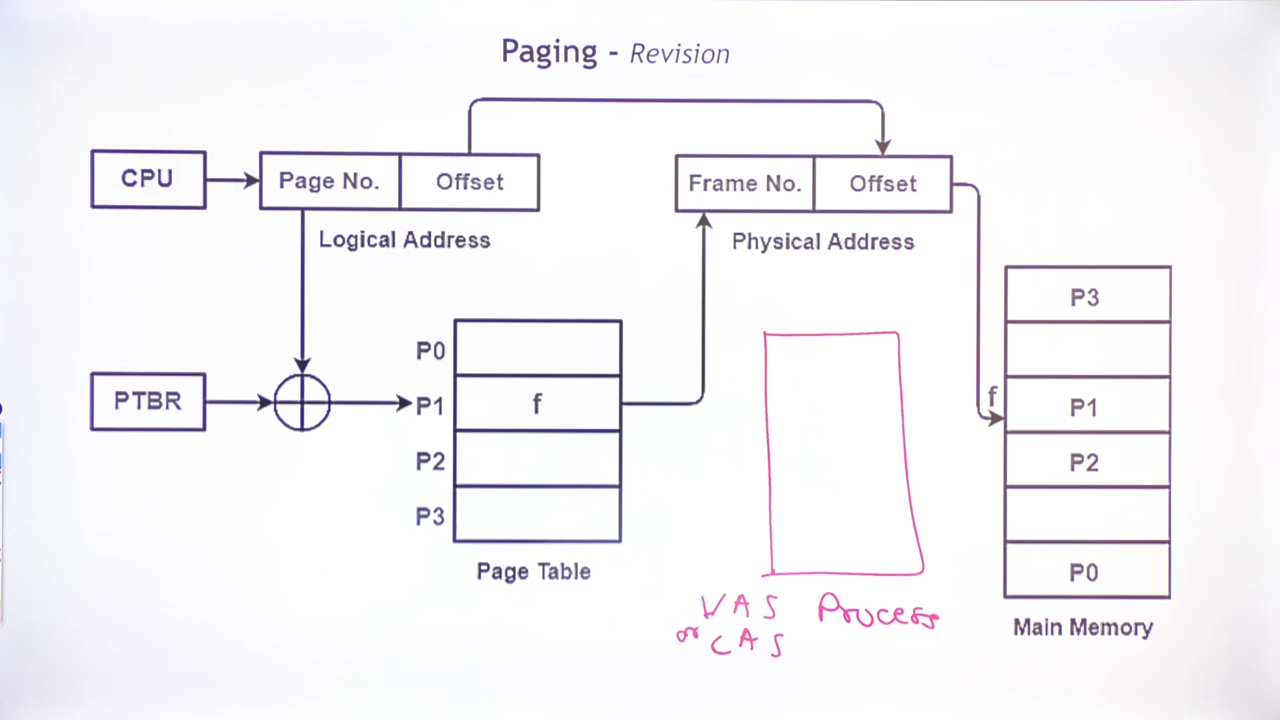 Paging - Revision
CPU
Page No.
Offset
Frame No.
Offset
Logical Address
Physical Address
P3
P0
P1
f
f
P1
PTBR
P2
P2
P3
P0
Page Table
VAS Process
or CAS
Main Memory